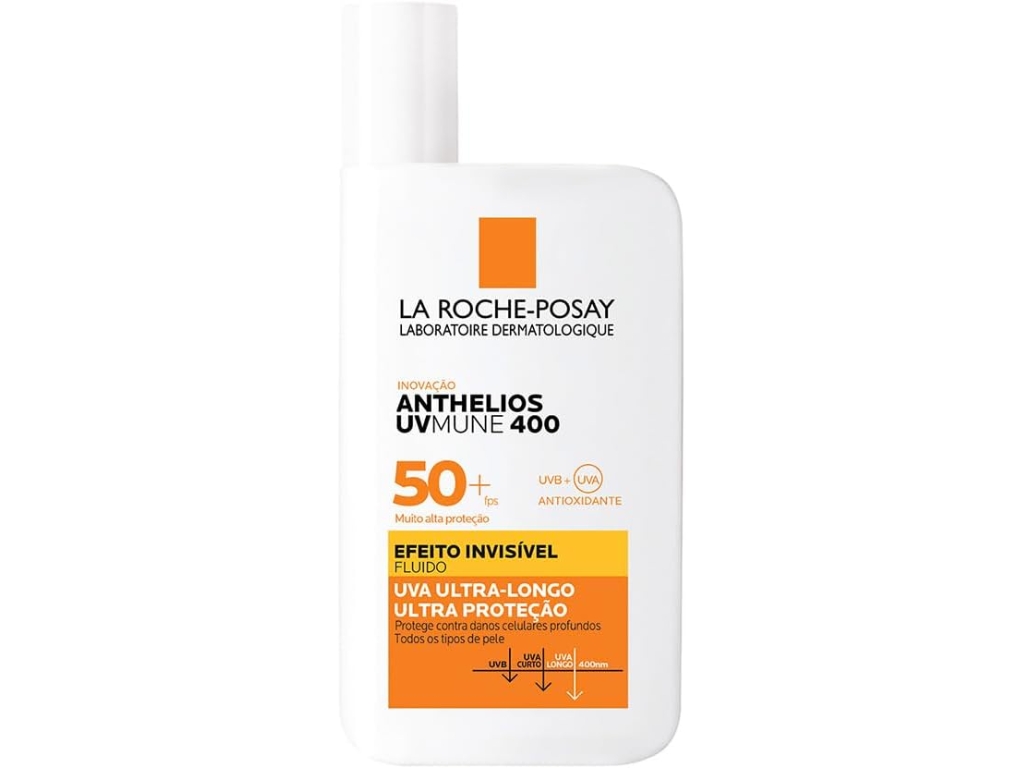 LA ROCHE-POSAY
LABORATOIRE DERMATOLOGIQUE
INOVAÇÃO
ANTHELIOS
UVMUNE 400
50+
fps
Muito alta proteção
UVB + UVA
ANTIOXIDANTE
EFEITO INVISÍVEL
FLUIDO
UVA ULTRA-LONGO
ULTRA PROTEÇÃO
Protege contra danos celulares profundos
Todos os tipos de pele
UVB UVA CURTO UVA LONGO 400nm